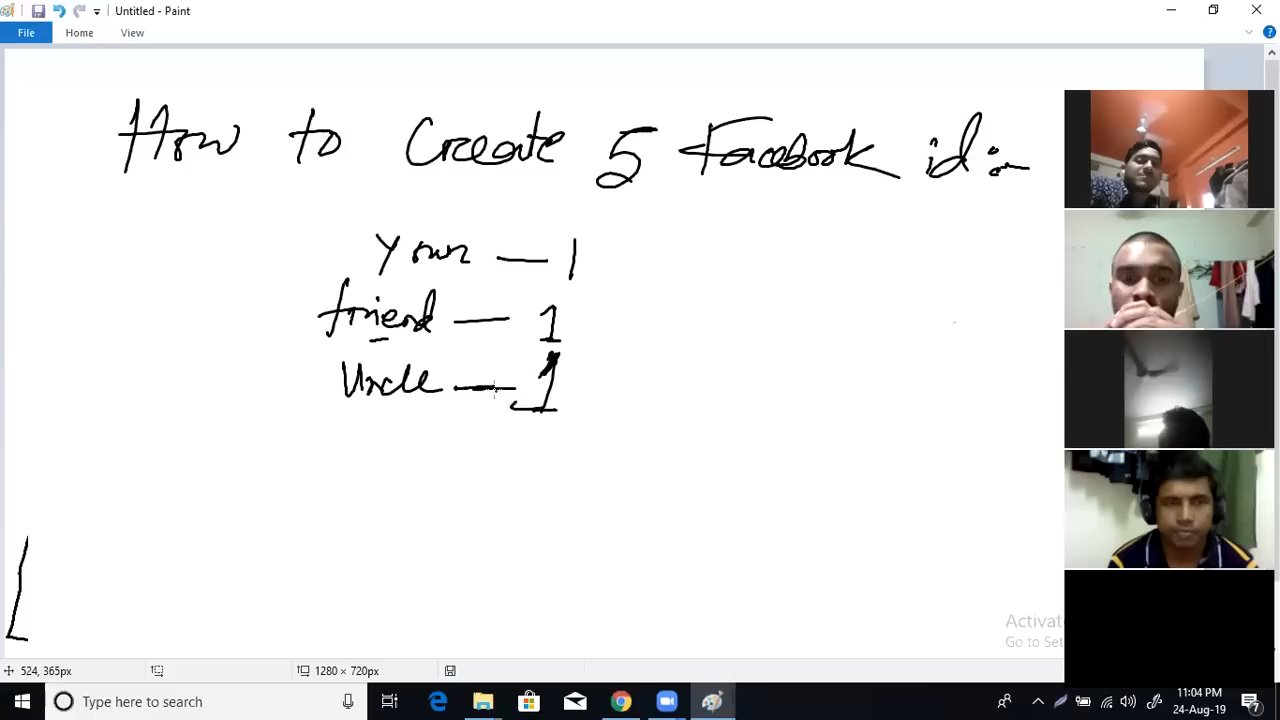 Untitled - Paint
File Home View
How to Create 5 Facebook id:-
Your — 1
friend — 1
Uncle — 1
Activat
Go to Set
524, 365px
1280 × 720px
Type here to search
11:04 PM
24-Aug-19
7